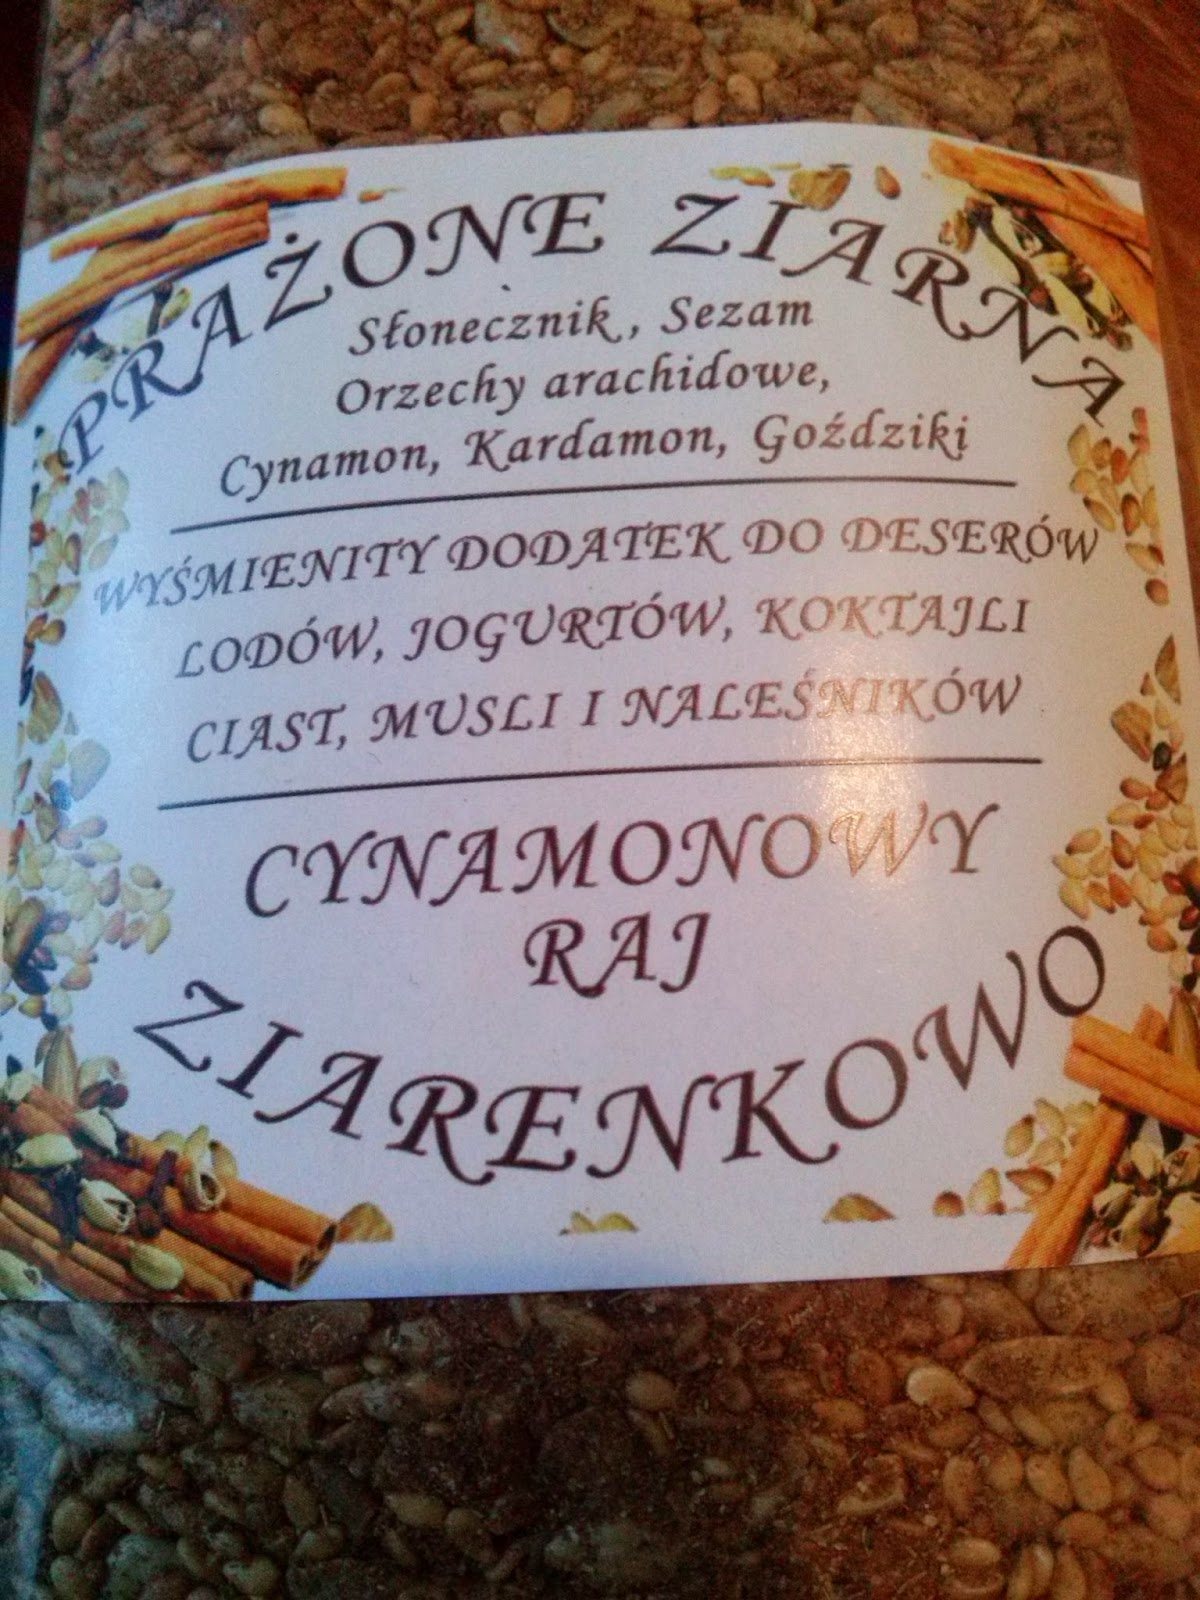 PRAŻONE ZIARNA
Słonecznik, Sezam
Orzechy arachidowe,
Cynamon, Kardamon, Goździki
WYŚMIENITY DODATEK DO DESERÓW
LODÓW, JOGURTÓW, KOKTAJLI
CIAST, MUSLI I NALEŚNIKÓW
CYNAMONOWY
RAJ
ZIARENKOWO